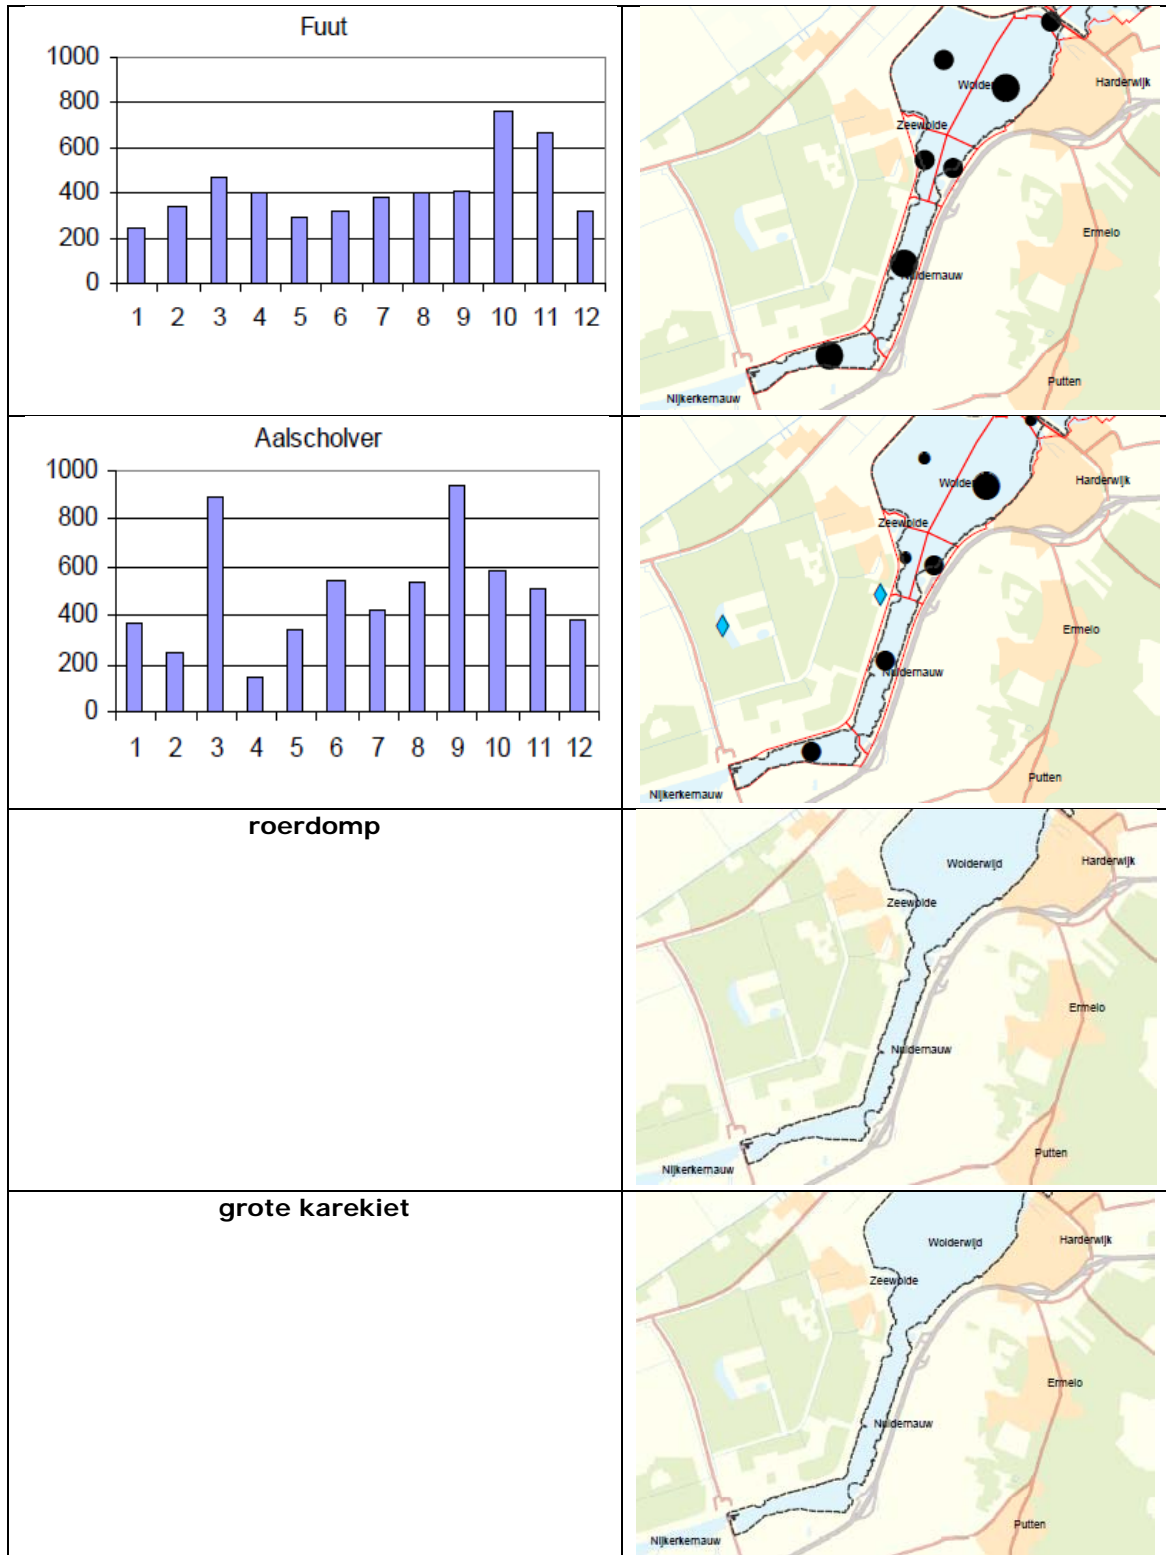 Fuut
1000
800
600
400
200
0
1 2 3 4 5 6 7 8 9 10 11 12
Harderwijk
Zeewolde
Ermelo
Nuldernauw
Putten
Nijkerkernauw
Aalscholver
1000
800
600
400
200
0
1 2 3 4 5 6 7 8 9 10 11 12
Harderwijk
Zeewolde
Ermelo
Nuldernauw
Putten
Nijkerkernauw
roerdomp
Wolderwijd
Harderwijk
Zeewolde
Ermelo
Nuldernauw
Putten
Nijkerkernauw
grote karekiet
Wolderwijd
Harderwijk
Zeewolde
Ermelo
Nuldernauw
Putten
Nijkerkernauw